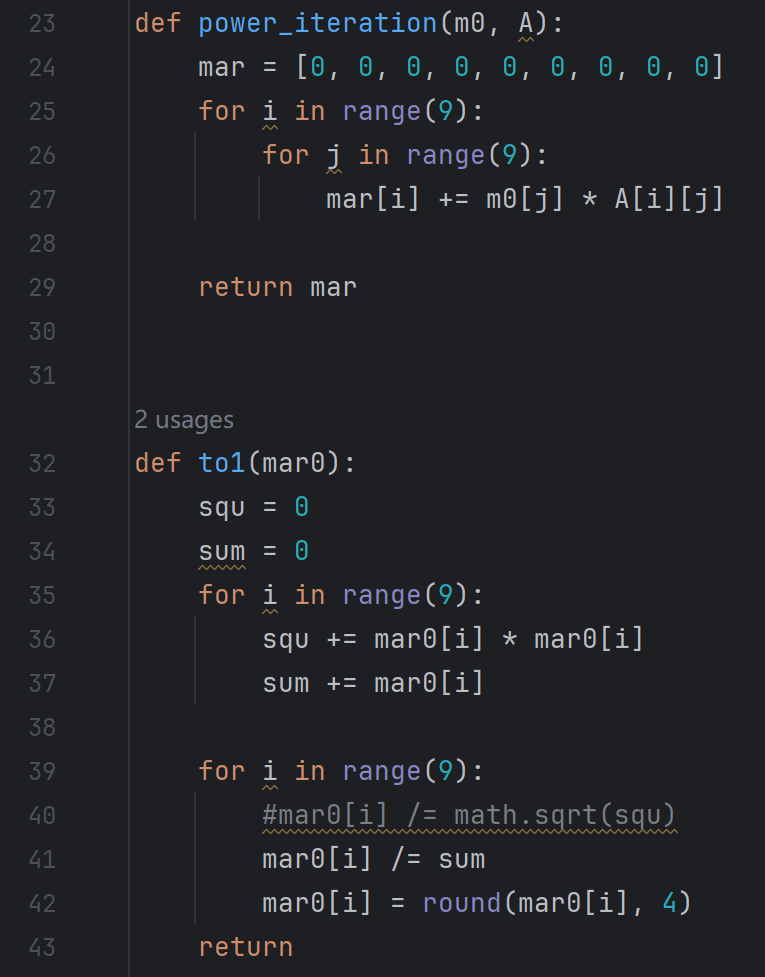 23 def power_iteration(m0, A):
24 mar = [0, 0, 0, 0, 0, 0, 0, 0, 0]
25 for i in range(9):
26 for j in range(9):
27 mar[i] += m0[j] * A[i][j]
28
29 return mar
30
31
2 usages
32 def to1(mar0):
33 squ = 0
34 sum = 0
35 for i in range(9):
36 squ += mar0[i] * mar0[i]
37 sum += mar0[i]
38
39 for i in range(9):
40 #mar0[i] /= math.sqrt(squ)
41 mar0[i] /= sum
42 mar0[i] = round(mar0[i], 4)
43 return